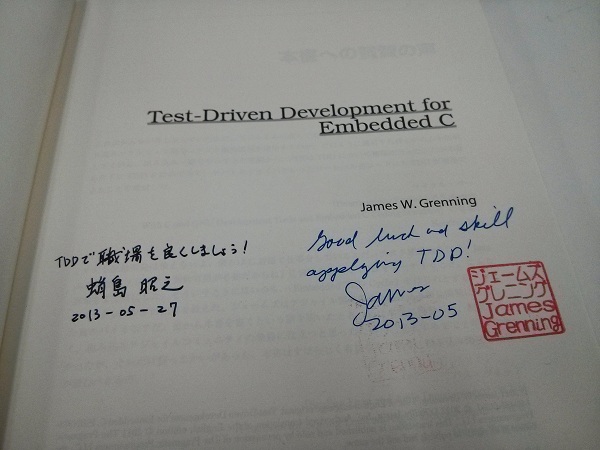 Test-Driven Development for
Embedded C
James W. Grenning
TDDで職場を良くしましょう!
蛸島 昭之
2013-05-27
Good luck and skill
applying TDD!
James
2013-05
ジェームズ
グレニング
James
Grenning